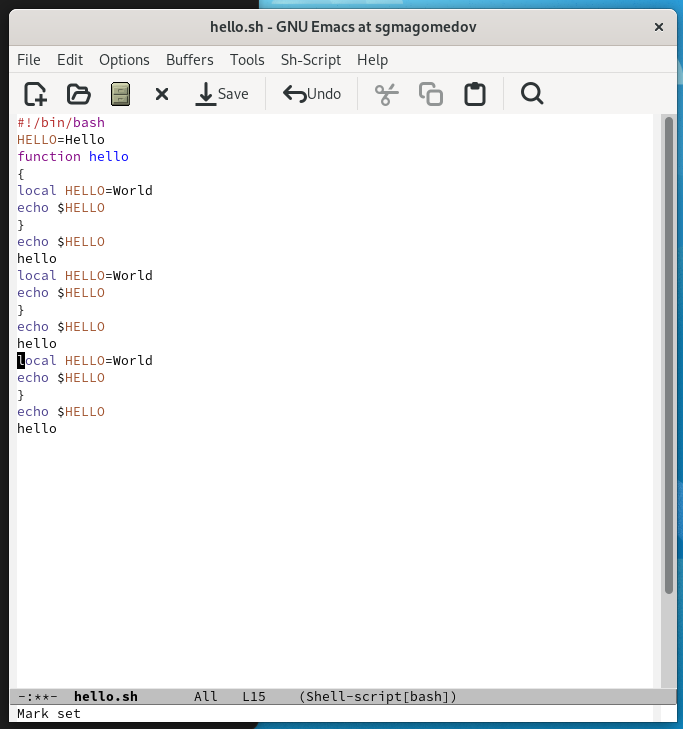 hello.sh - GNU Emacs at sgmagomedov
File Edit Options Buffers Tools Sh-Script Help
Save Undo
#!/bin/bash
HELLO=Hello
function hello
{
local HELLO=World
echo $HELLO
}
echo $HELLO
hello
local HELLO=World
echo $HELLO
}
echo $HELLO
hello
local HELLO=World
echo $HELLO
}
echo $HELLO
hello
-:**- hello.sh All L15 (Shell-script[bash])
Mark set